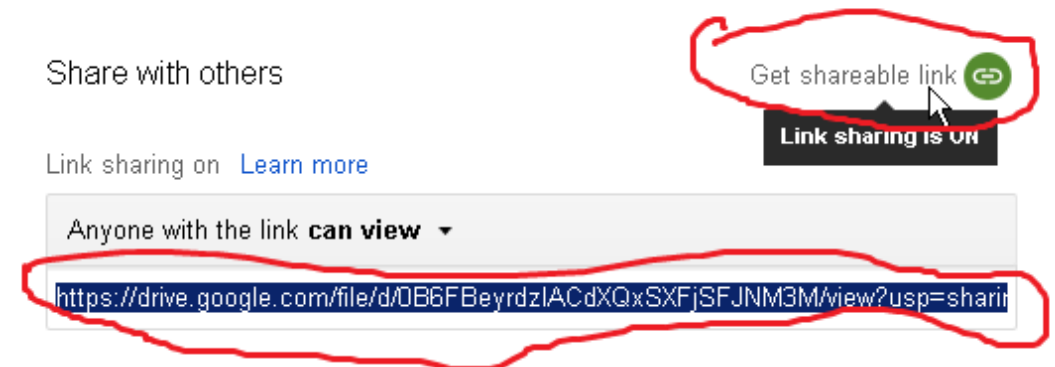 Share with others
Get shareable link
Link sharing is ON
Link sharing on Learn more
Anyone with the link can view
https://drive.google.com/file/d/0B6FBeyrdzIACdXQxSXFjSFJNM3M/view?usp=sharin